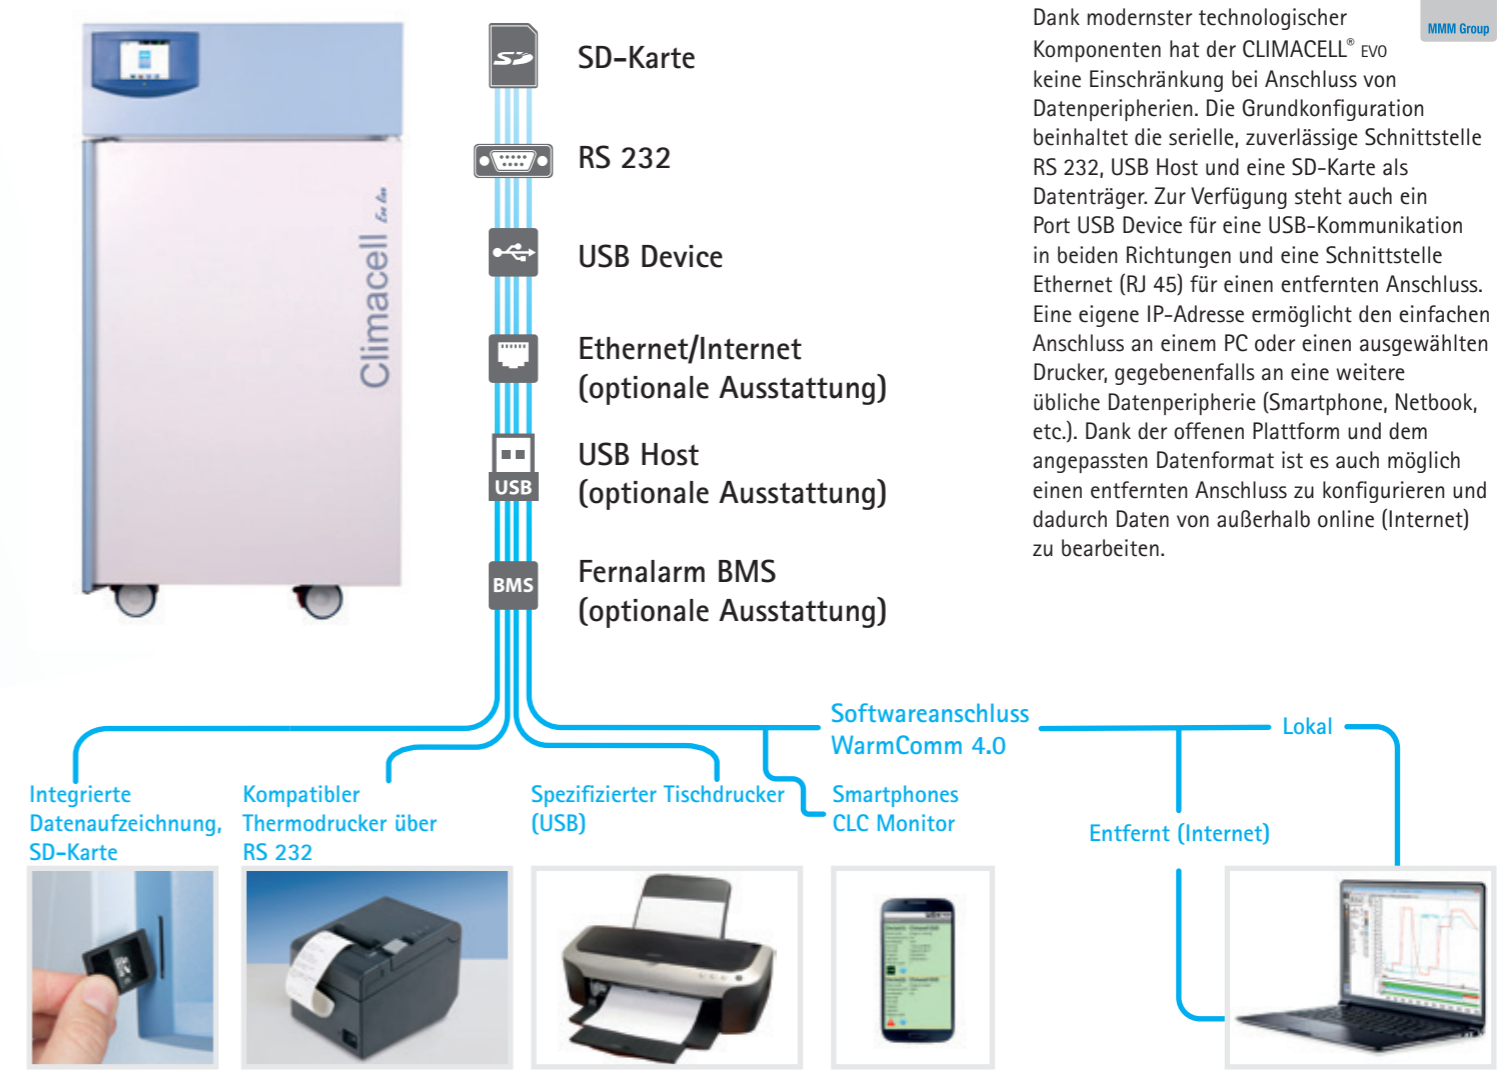 Dank modernster technologischer
Komponenten hat der CLIMACELL® EVO
keine Einschränkung bei Anschluss von
Datenperipherien. Die Grundkonfiguration
beinhaltet die serielle, zuverlässige Schnittstelle
RS 232, USB Host und eine SD-Karte als
Datenträger. Zur Verfügung steht auch ein
Port USB Device für eine USB-Kommunikation
in beiden Richtungen und eine Schnittstelle
Ethernet (RJ 45) für einen entfernten Anschluss.
Eine eigene IP-Adresse ermöglicht den einfachen
Anschluss an einem PC oder einen ausgewählten
Drucker, gegebenenfalls an eine weitere
übliche Datenperipherie (Smartphone, Netbook,
etc.). Dank der offenen Plattform und dem
angepassten Datenformat ist es auch möglich
einen entfernten Anschluss zu konfigurieren und
dadurch Daten von außerhalb online (Internet)
zu bearbeiten.
MMM Group
Climacell
SD
SD-Karte
RS 232
USB Device
Ethernet/Internet
(optionale Ausstattung)
USB
USB Host
(optionale Ausstattung)
BMS
Fernalarm BMS
(optionale Ausstattung)
Integrierte
Datenaufzeichnung,
SD-Karte
Kompatibler
Thermodrucker über
RS 232
Spezifizierter Tischdrucker
(USB)
Softwareanschluss
WarmComm 4.0
Smartphones
CLC Monitor
Entfernt (Internet)
Lokal